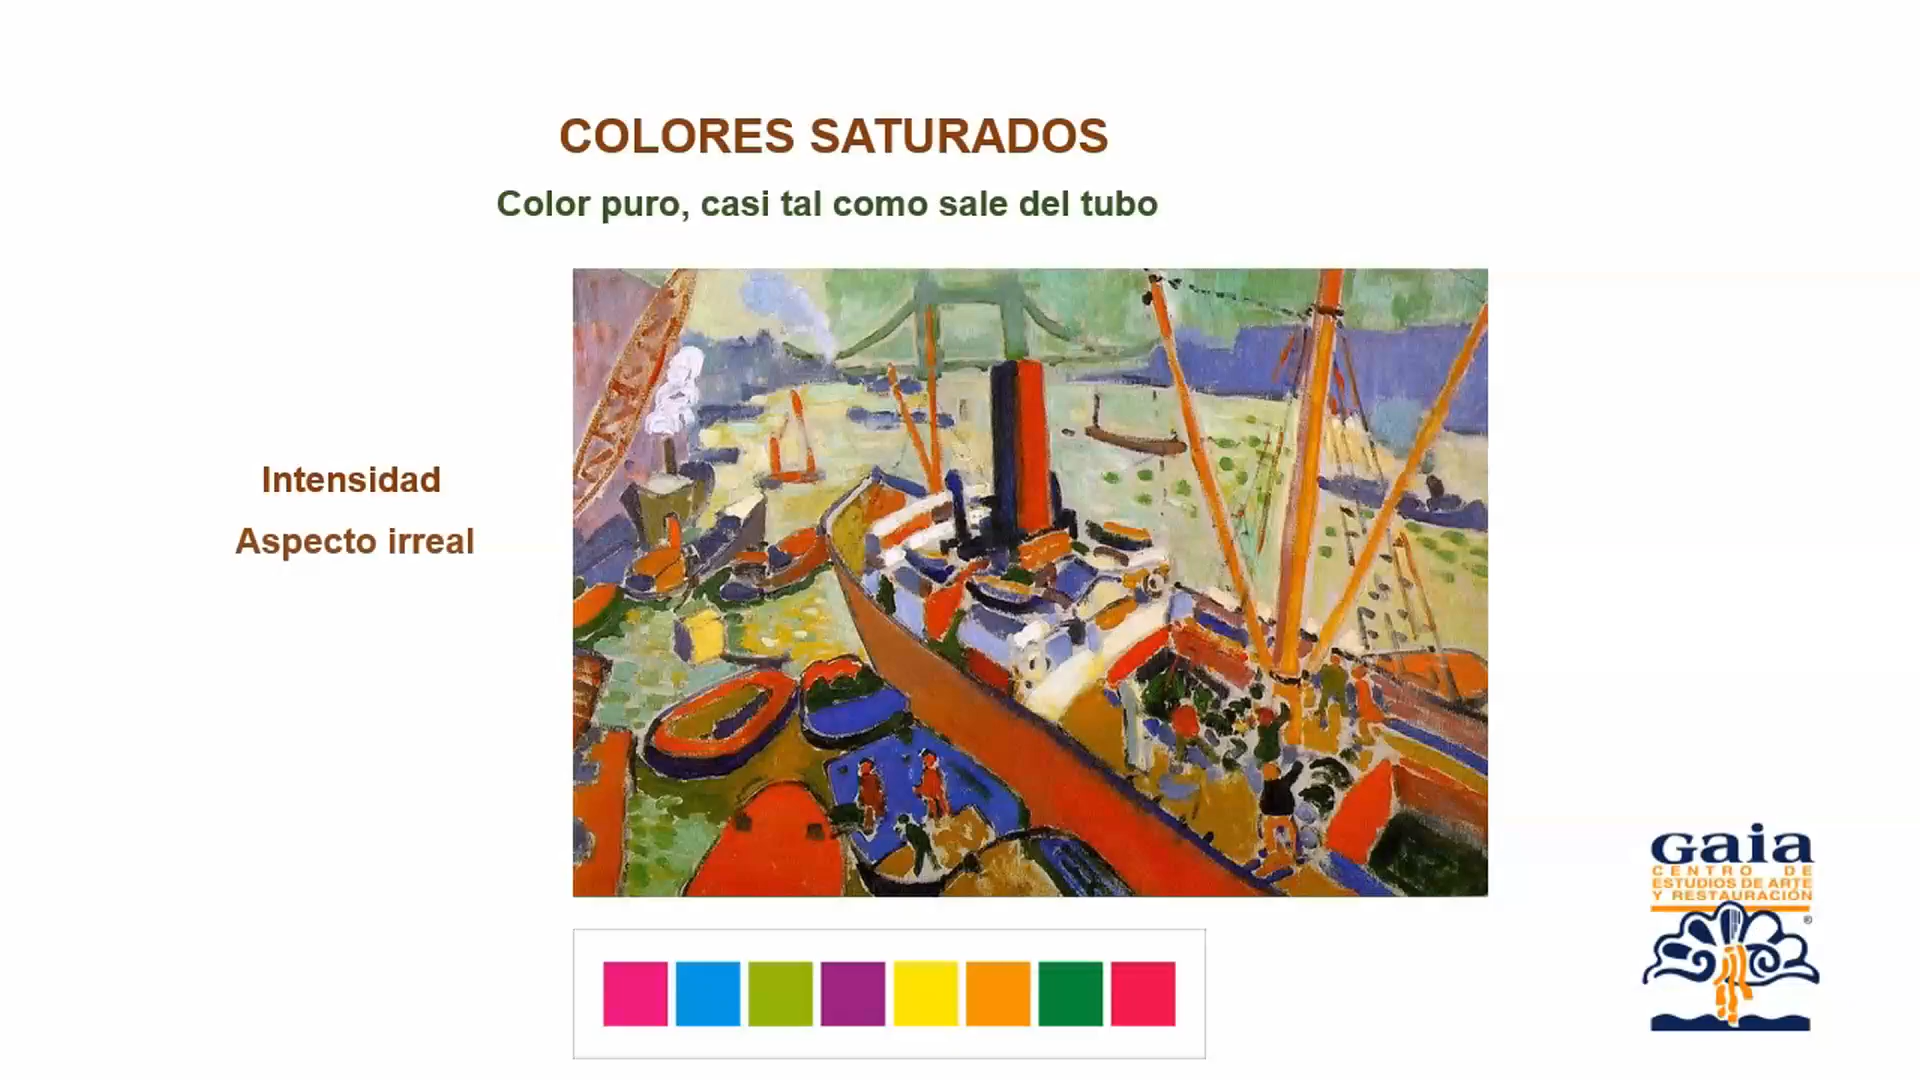 COLORES SATURADOS
Color puro, casi tal como sale del tubo
Intensidad
Aspecto irreal
Gaia
CENTRO DE
ESTUDIOS DE ARTE
Y RESTAURACIÓN
®